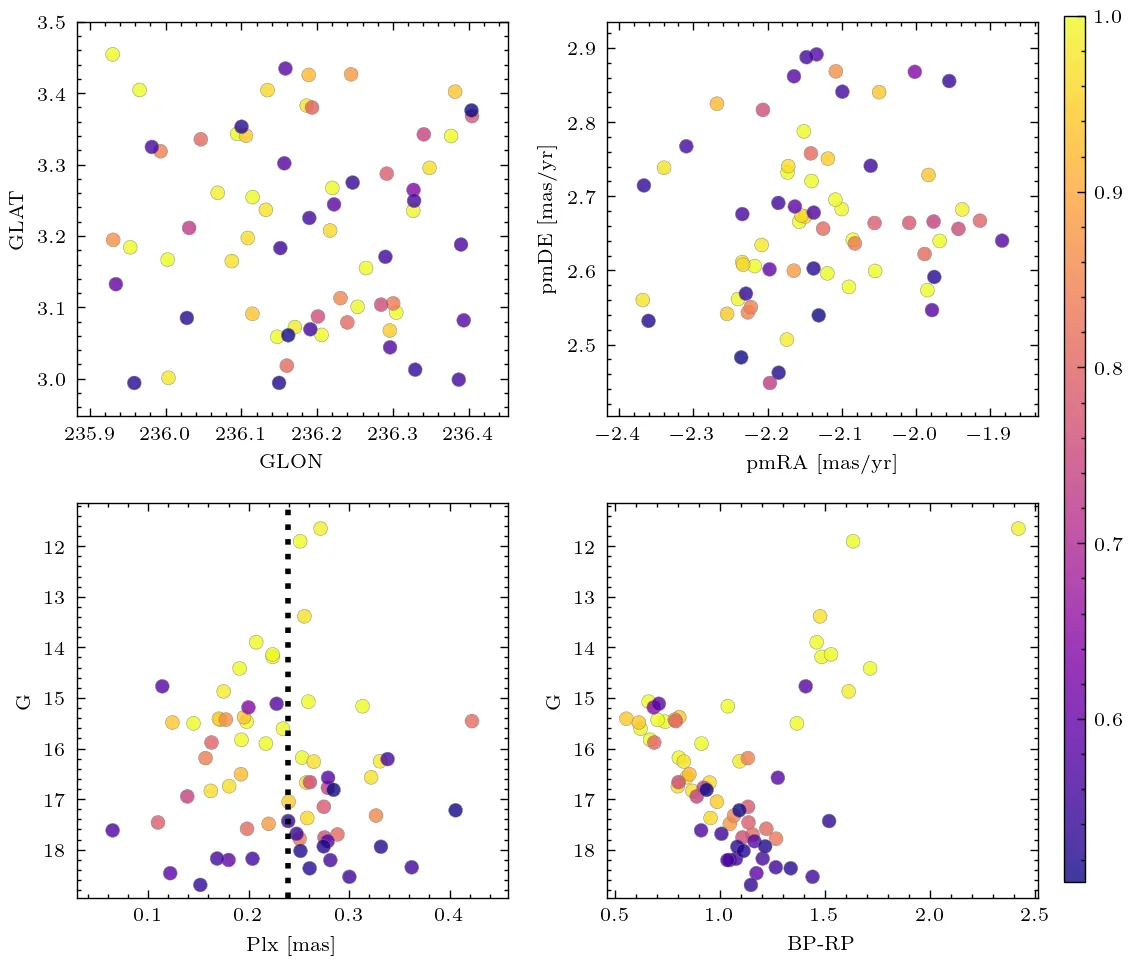 3.5
3.4
3.3
3.2
3.1
3.0
GLAT
235.9 236.0 236.1 236.2 236.3 236.4
GLON
2.9
2.8
2.7
2.6
2.5
pmDE [mas/yr]
−2.4 −2.3 −2.2 −2.1 −2.0 −1.9
pmRA [mas/yr]
12
13
14
15
16
17
18
G
0.1 0.2 0.3 0.4
Plx [mas]
12
13
14
15
16
17
18
G
0.5 1.0 1.5 2.0 2.5
BP-RP
1.0
0.9
0.8
0.7
0.6